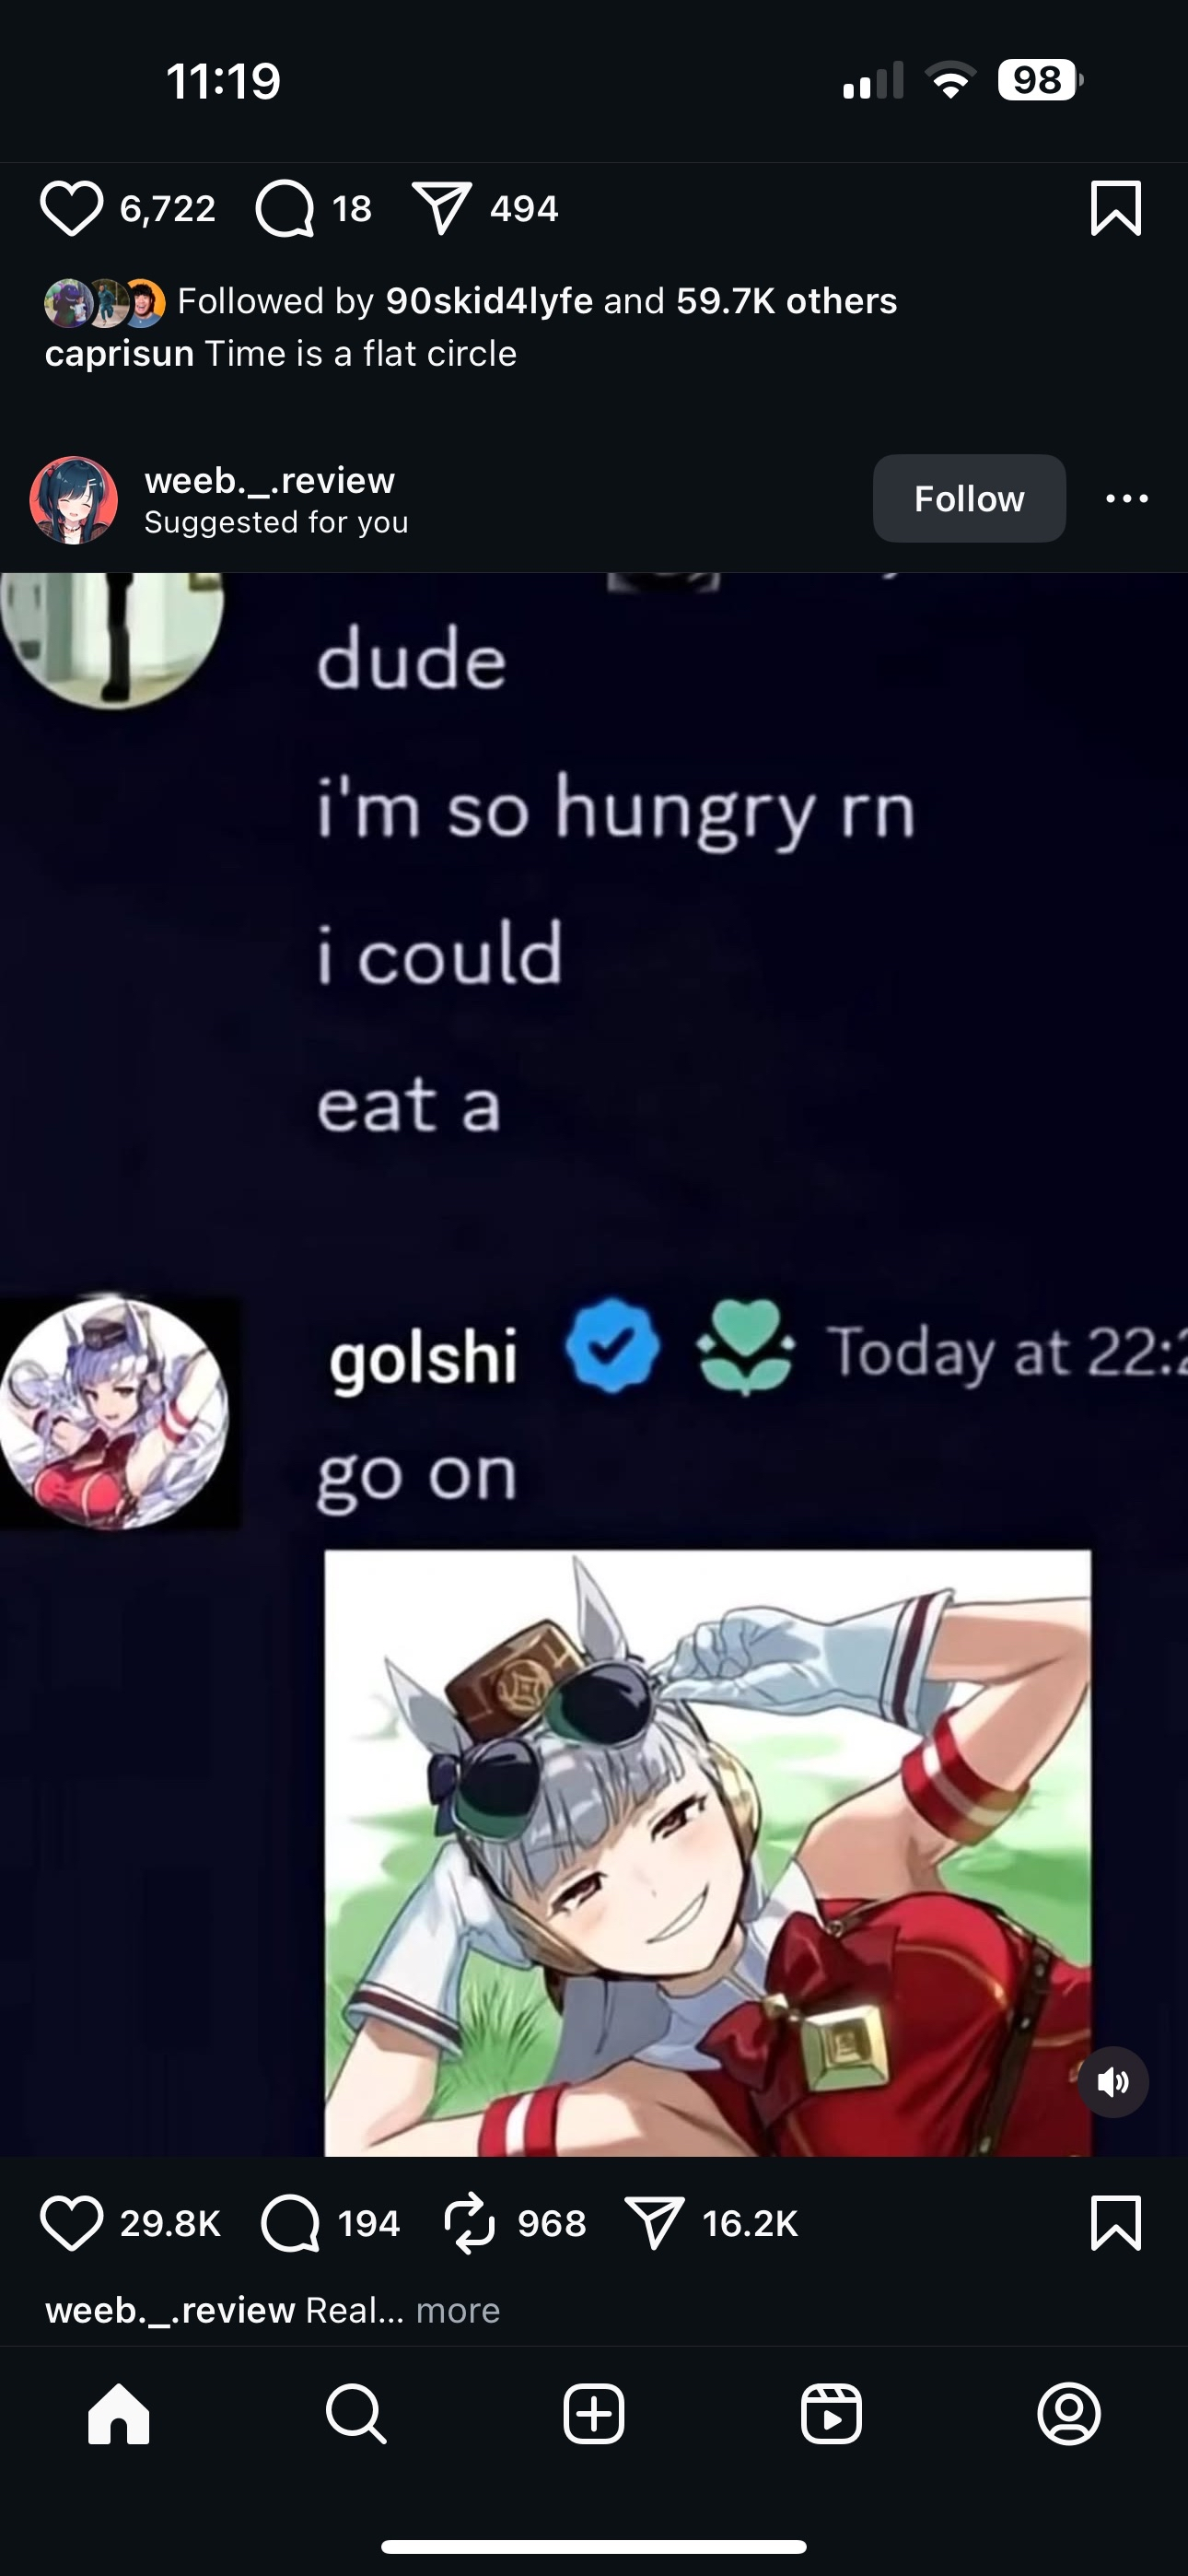 11:19
98
6,722 18 494
Followed by 90skid4lyfe and 59.7K others
caprisun Time is a flat circle
weeb._.review
Suggested for you
Follow
dude
i'm so hungry rn
i could
eat a
golshi Today at 22:2
go on
29.8K 194 968 16.2K
weeb._.review Real... more